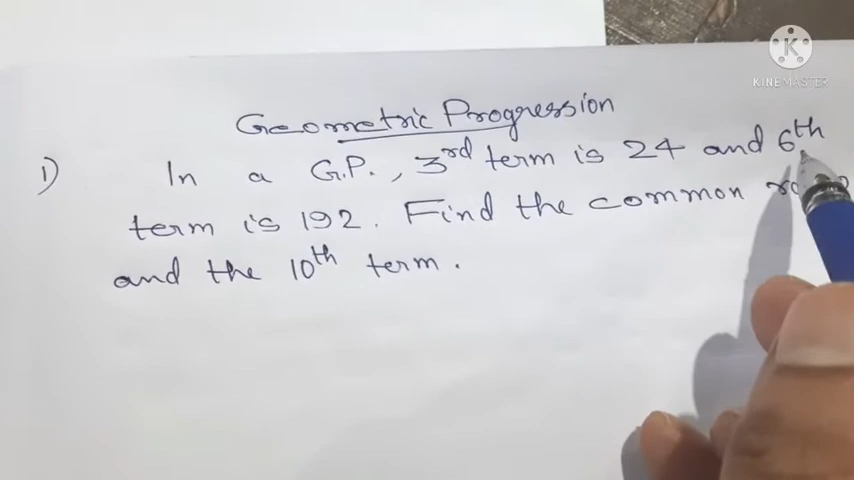 K
KINEMASTER
Geometric Progression
1) In a G.P., 3rd term is 24 and 6th
term is 192. Find the common
and the 10th term.